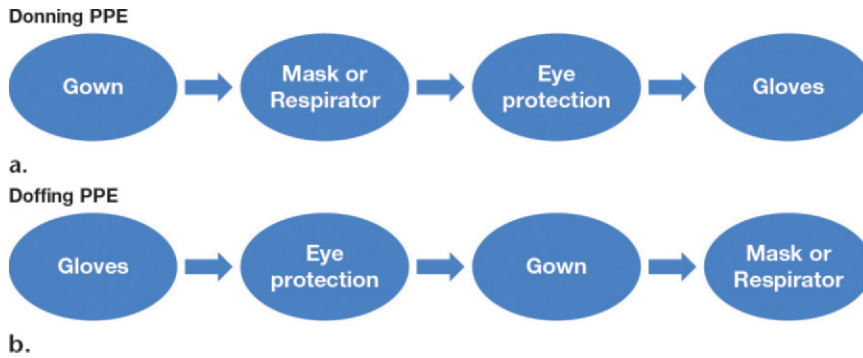 Donning PPE
Gown
Mask or
Respirator
Eye
protection
Gloves
a.
Doffing PPE
Gloves
Eye
protection
Gown
Mask or
Respirator
b.